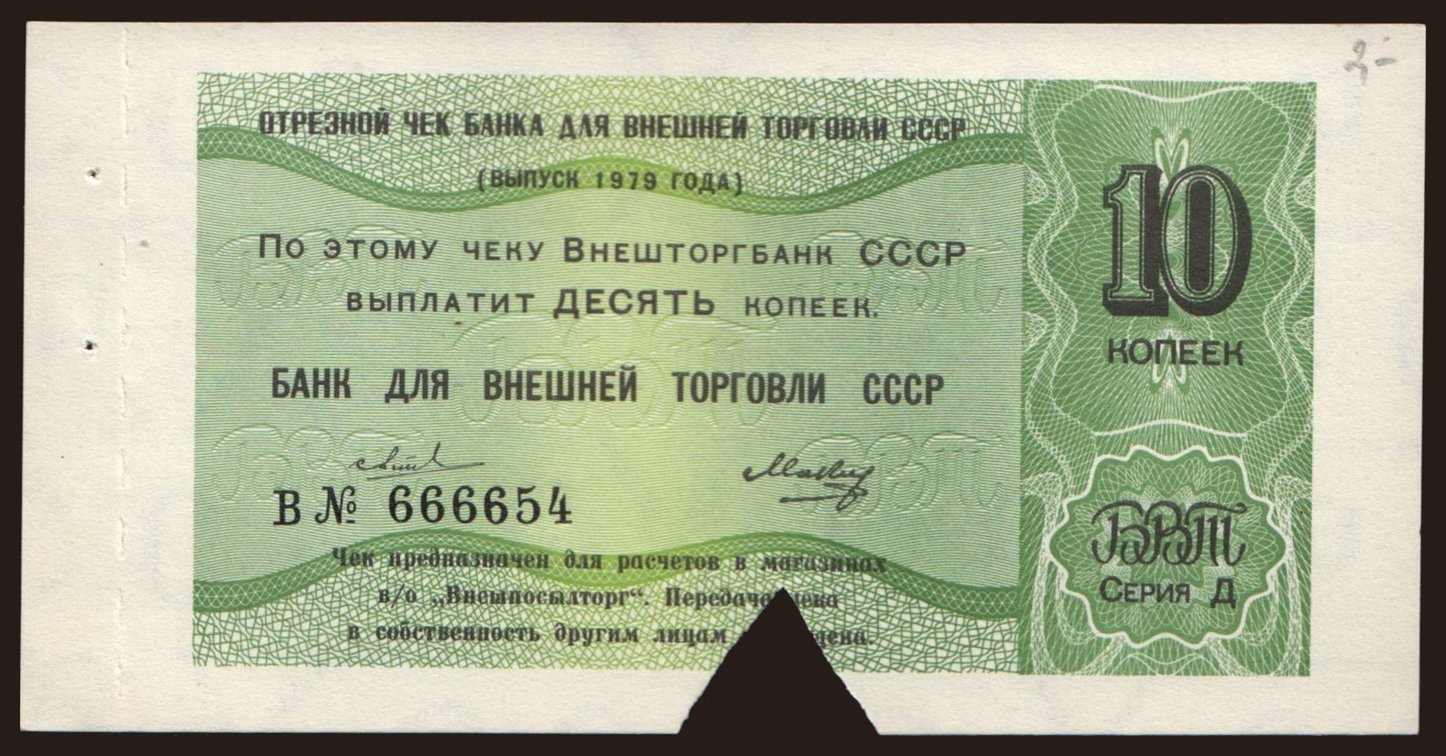 2-
ОТРЕЗНОЙ ЧЕК БАНКА ДЛЯ ВНЕШНЕЙ ТОРГОВЛИ СССР
(ВЫПУСК 1979 ГОДА)
По этому чеку Внешторгбанк СССР
выплатит ДЕСЯТЬ копеек.
БАНК ДЛЯ ВНЕШНЕЙ ТОРГОВЛИ СССР
В № 666654
Чек предназначен для расчетов в магазинах
в/о „Внешпосылторг“. Передача
в собственность другим лицам
10
КОПЕЕК
БВТ
Серия Д